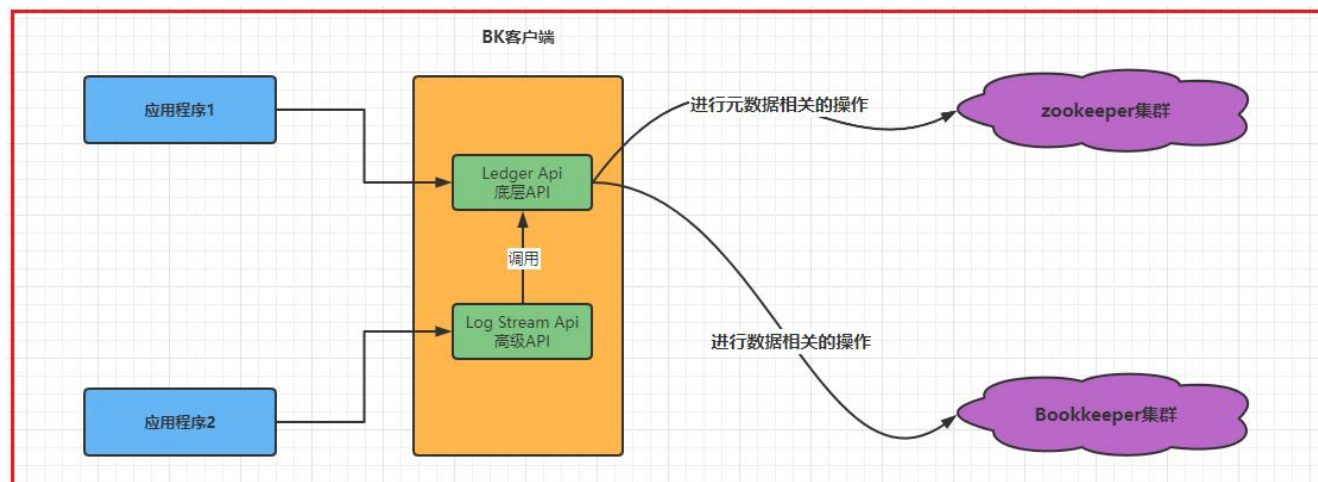 BK客户端
应用程序1
进行元数据相关的操作
zookeeper集群
Ledger Api
底层API
调用
Log Stream Api
高级API
进行数据相关的操作
应用程序2
Bookkeeper集群